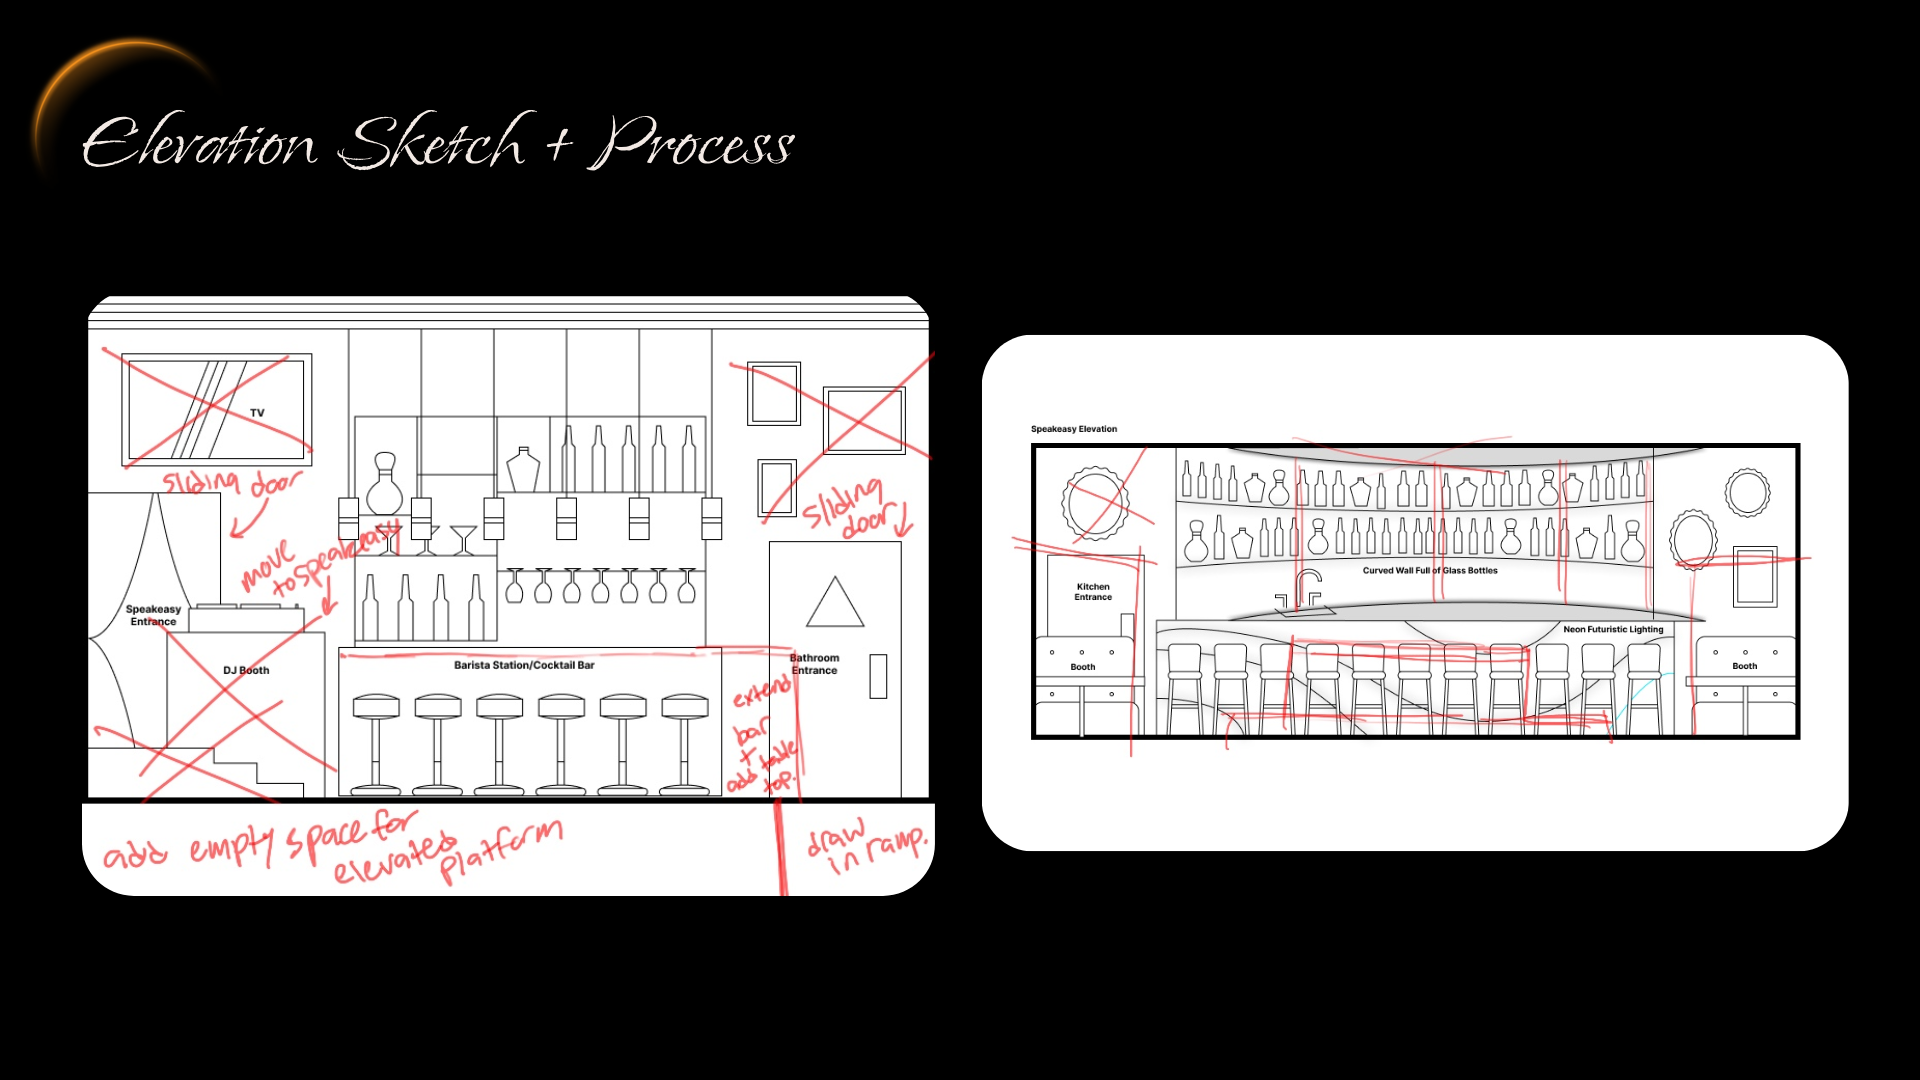 Elevation Sketch + Process
TV
sliding door
move
to speakeasy
Speakeasy
Entrance
DJ Booth
Barista Station/Cocktail Bar
sliding
door
Bathroom
Entrance
extend
bar
+
add table
top.
add empty space for
elevated
platform
draw
in ramp.
Speakeasy Elevation
Curved Wall Full of Glass Bottles
Kitchen
Entrance
Neon Futuristic Lighting
Booth
Booth